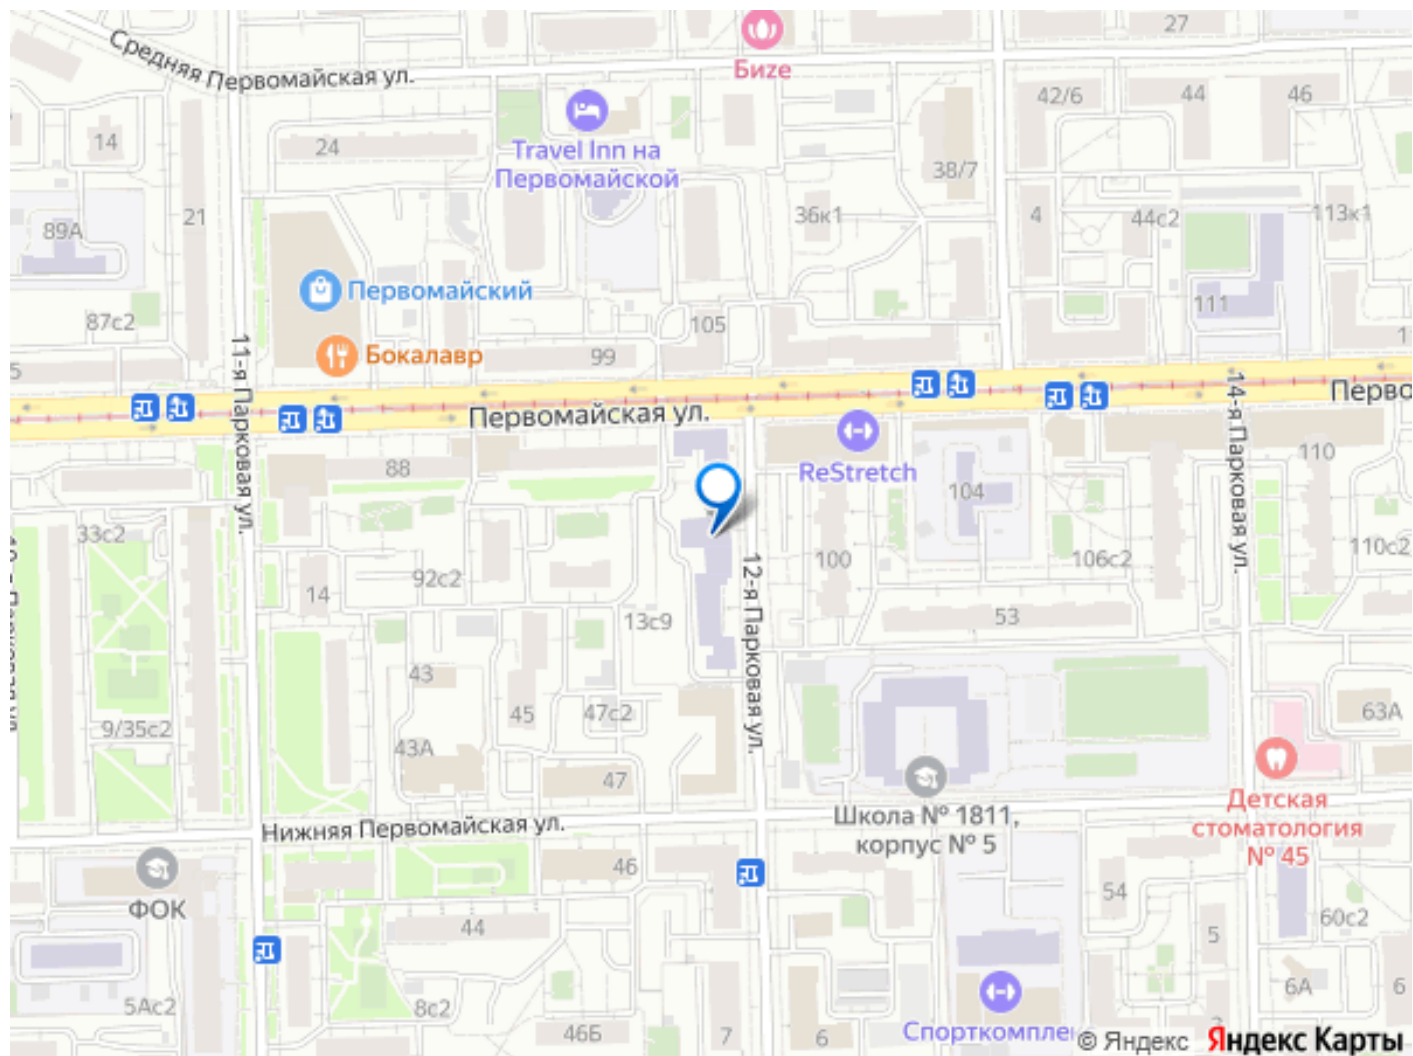 27
Средняя Первомайская ул.
Бизе
42/6
44
46
14
24
Travel Inn на
Первомайской
38/7
21
89А
36к1
4
44с2
113к1
Первомайский
87с2
111
105
11-я Парковая ул.
Бокалавр
99
5
Первомайская ул.
14-я Парковая ул.
Перво
88
ReStretch
110
104
33с2
92с2
100
106с2
110с2
12-я Парковая ул.
14
13с9
53
43
45
47с2
9/35с2
43А
63А
47
Школа № 1811,
корпус № 5
Детская
стоматология
№ 45
Нижняя Первомайская ул.
46
ФОК
54
44
60с2
5
5Ас2
8с2
6А
6
46Б
7
6
Спорткомпле
© Яндекс Яндекс Карты